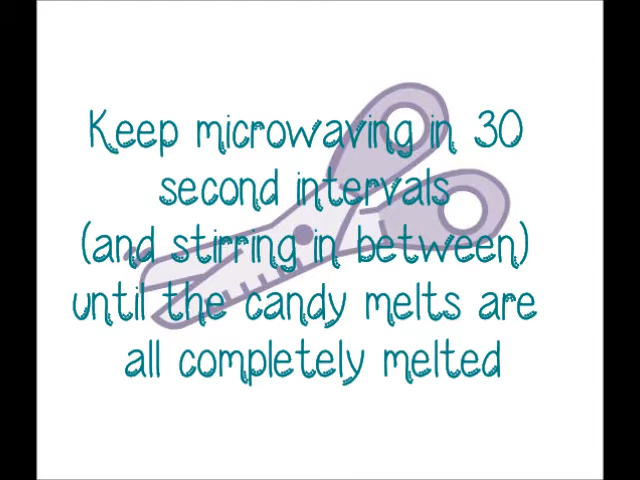 Keep microwaving in 30
second intervals
(and stirring in between)
until the candy melts are
all completely melted